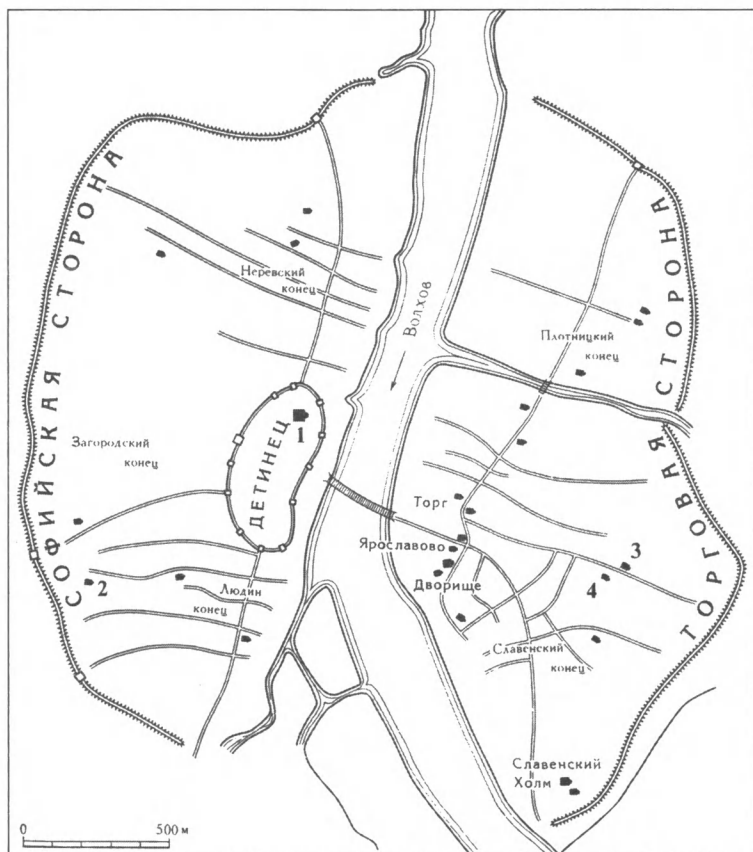 СОФИЙСКАЯ СТОРОНА
ТОРГОВАЯ СТОРОНА
Неревский
конец
Волхов
Плотницкий
конец
1
ДЕТИНЕЦ
Загородский
конец
Торг
Ярославово
Дворище
3
4
2
Людин
конец
Славенский
конец
Славенский
Холм
0 500 м